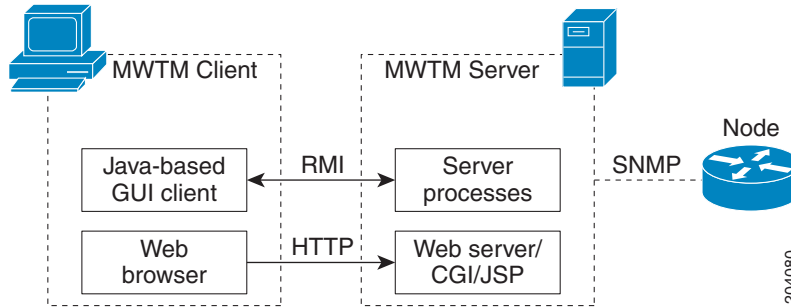 MWTM Client
MWTM Server
Node
Java-based
GUI client
RMI
Server
processes
SNMP
Web
browser
HTTP
Web server/
CGI/JSP